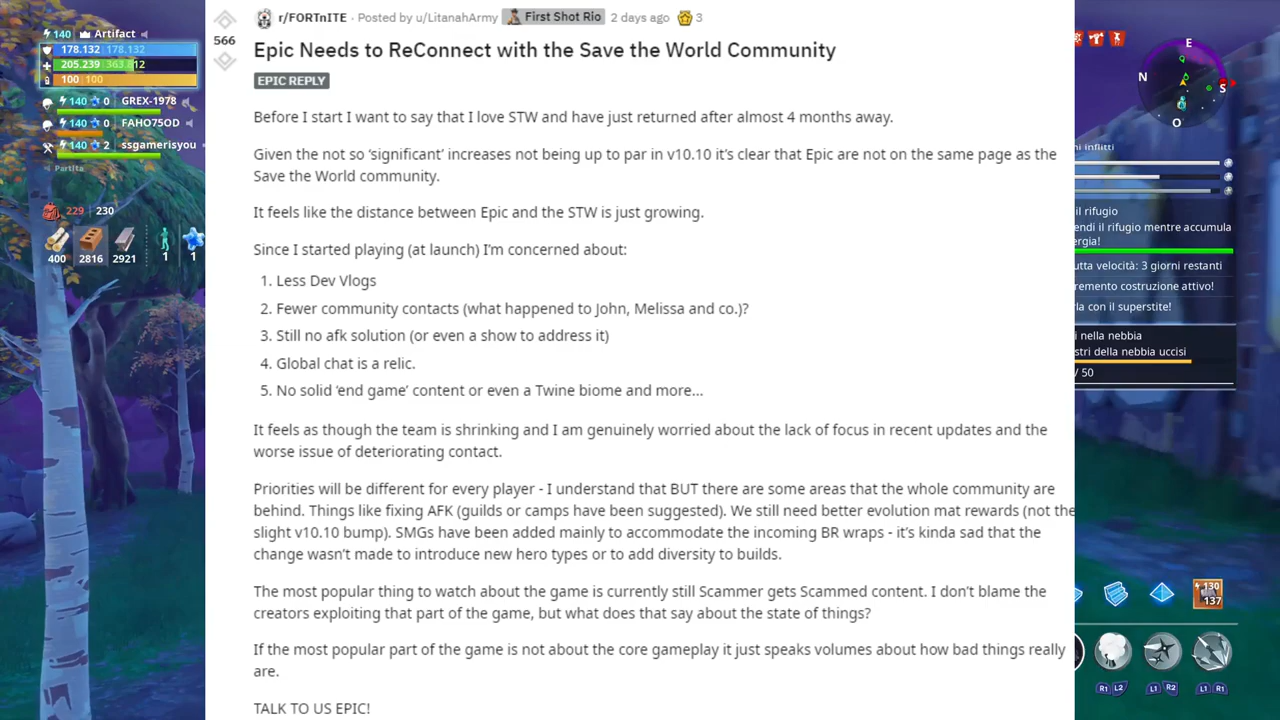 140 Artifact
178.132 178.132
205.239 363.812
100 100
140 0 GREX-1978
140 0 FAHO75OD
140 2 ssgamerisyou
Partita
229 230
400 2816 2921 1 1
r/FORTnITE · Posted by u/LitanahArmy First Shot Rio 2 days ago 3
566
Epic Needs to ReConnect with the Save the World Community
EPIC REPLY
Before I start I want to say that I love STW and have just returned after almost 4 months away.
Given the not so ‘significant’ increases not being up to par in v10.10 it’s clear that Epic are not on the same page as the
Save the World community.
It feels like the distance between Epic and the STW is just growing.
Since I started playing (at launch) I’m concerned about:
1. Less Dev Vlogs
2. Fewer community contacts (what happened to John, Melissa and co.)?
3. Still no afk solution (or even a show to address it)
4. Global chat is a relic.
5. No solid ‘end game’ content or even a Twine biome and more...
It feels as though the team is shrinking and I am genuinely worried about the lack of focus in recent updates and the
worse issue of deteriorating contact.
Priorities will be different for every player - I understand that BUT there are some areas that the whole community are
behind. Things like fixing AFK (guilds or camps have been suggested). We still need better evolution mat rewards (not the
slight v10.10 bump). SMGs have been added mainly to accommodate the incoming BR wraps - it’s kinda sad that the
change wasn’t made to introduce new hero types or to add diversity to builds.
The most popular thing to watch about the game is currently still Scammer gets Scammed content. I don’t blame the
creators exploiting that part of the game, but what does that say about the state of things?
If the most popular part of the game is not about the core gameplay it just speaks volumes about how bad things really
are.
TALK TO US EPIC!
E
N
S
O
ni inflitti
il rifugio
endi il rifugio mentre accumula
ergia!
utta velocità: 3 giorni restanti
remento costruzione attivo!
la con il superstite!
i nella nebbia
stri della nebbia uccisi
/ 50
130
137
R1 L2 L1 R2 L1 R1